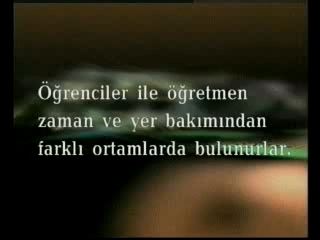 Öğrenciler ile öğretmen
zaman ve yer bakımından
farklı ortamlarda bulunurlar.